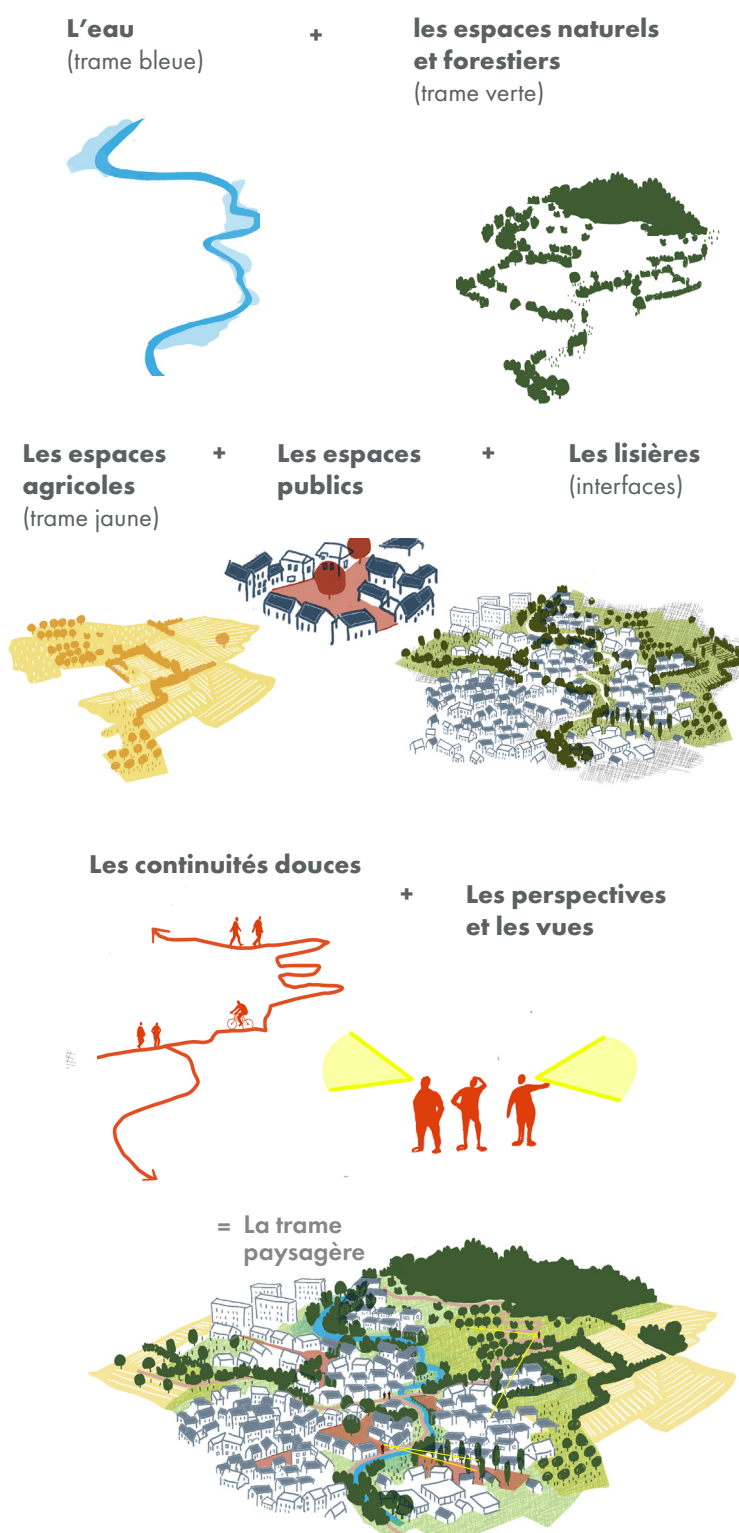 L’eau
(trame bleue)
+
les espaces naturels
et forestiers
(trame verte)
Les espaces
agricoles
(trame jaune)
+
Les espaces
publics
+
Les lisières
(interfaces)
Les continuités douces
+
Les perspectives
et les vues
= La trame
paysagère